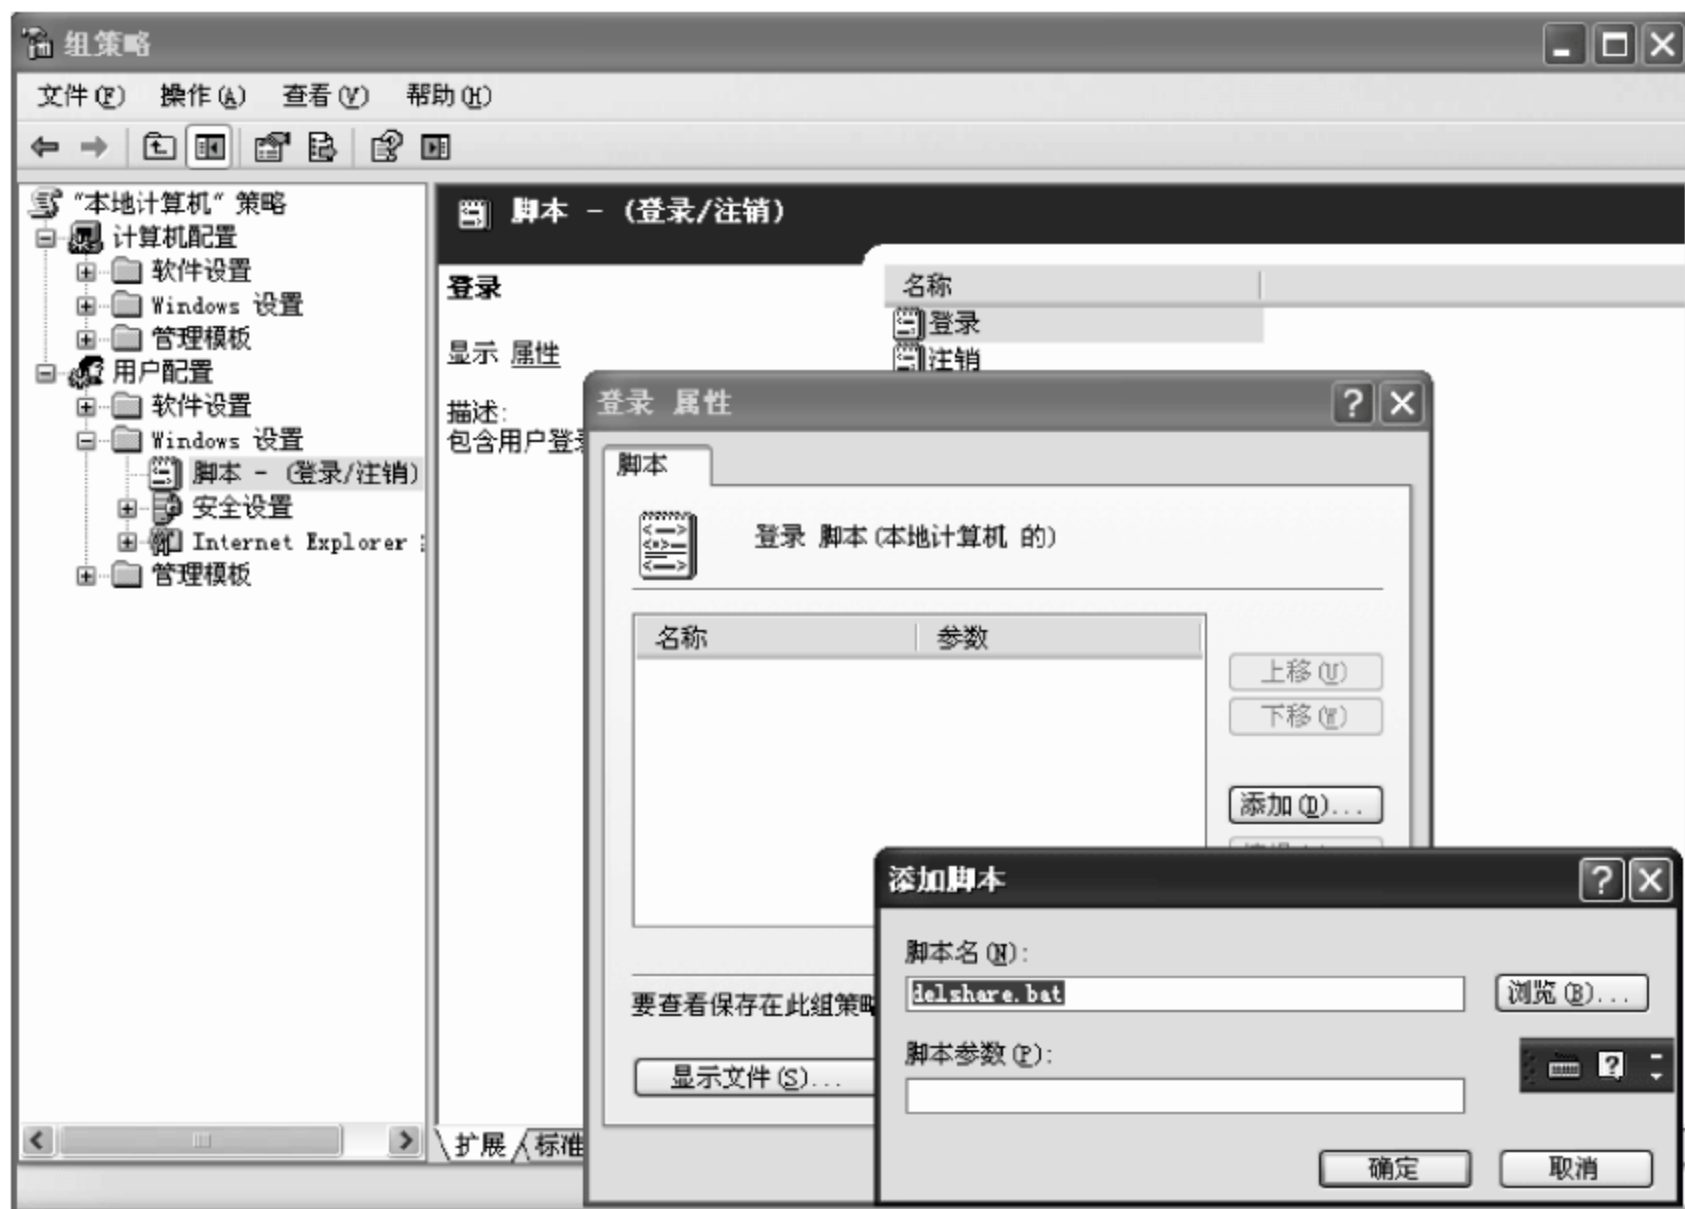 组策略
文件(F) 操作(A) 查看(V) 帮助(H)
“本地计算机”策略
计算机配置
软件设置
Windows 设置
管理模板
用户配置
软件设置
Windows 设置
脚本 - (登录/注销)
安全设置
Internet Explorer
管理模板
脚本 - (登录/注销)
登录
显示 属性
描述:
包含用户登录
名称
登录
注销
扩展 标准
登录 属性
脚本
登录 脚本(本地计算机 的)
名称 参数
上移(U)
下移(W)
添加(D)...
要查看保存在此组策略
显示文件(S)...
添加脚本
脚本名(N):
delshare.bat
浏览(B)...
脚本参数(P):
确定 取消